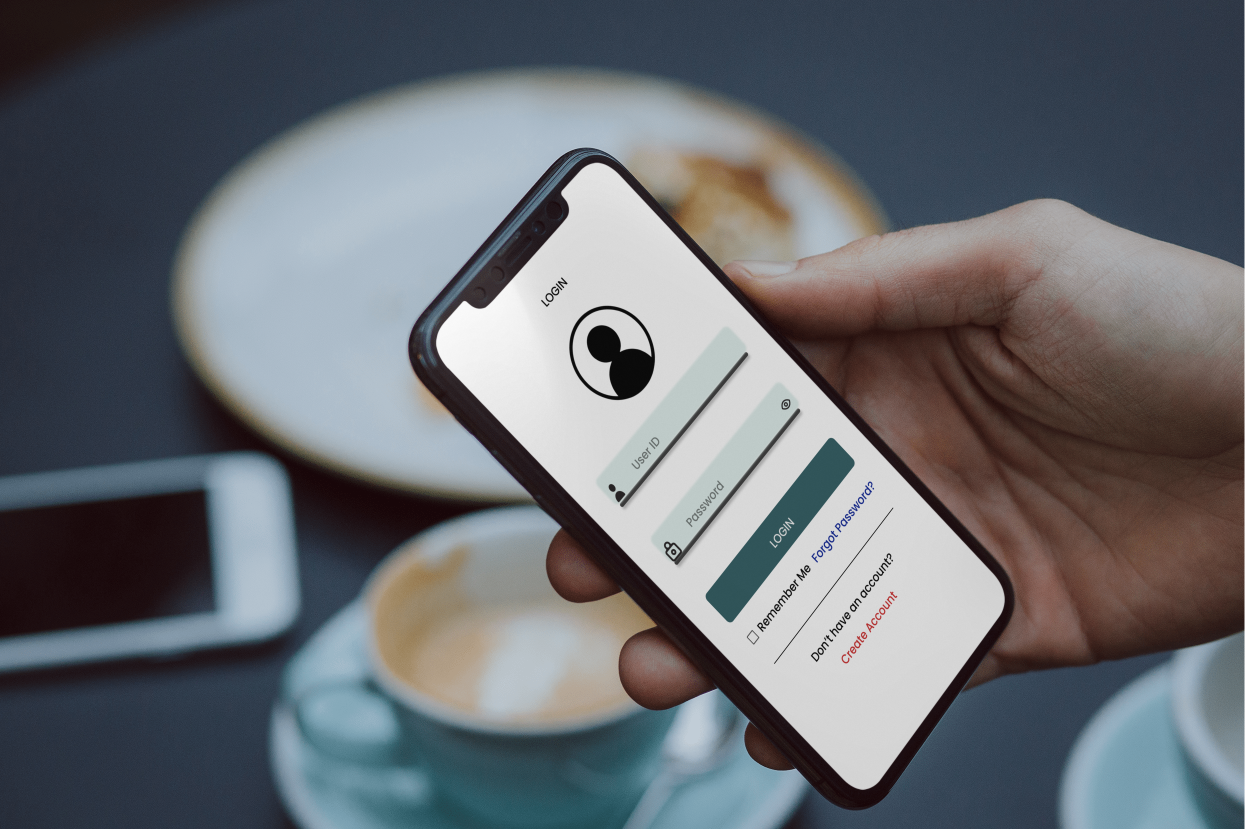 LOGIN
User ID
Password
LOGIN
Remember Me Forgot Password?
Don't have an account?
Create Account